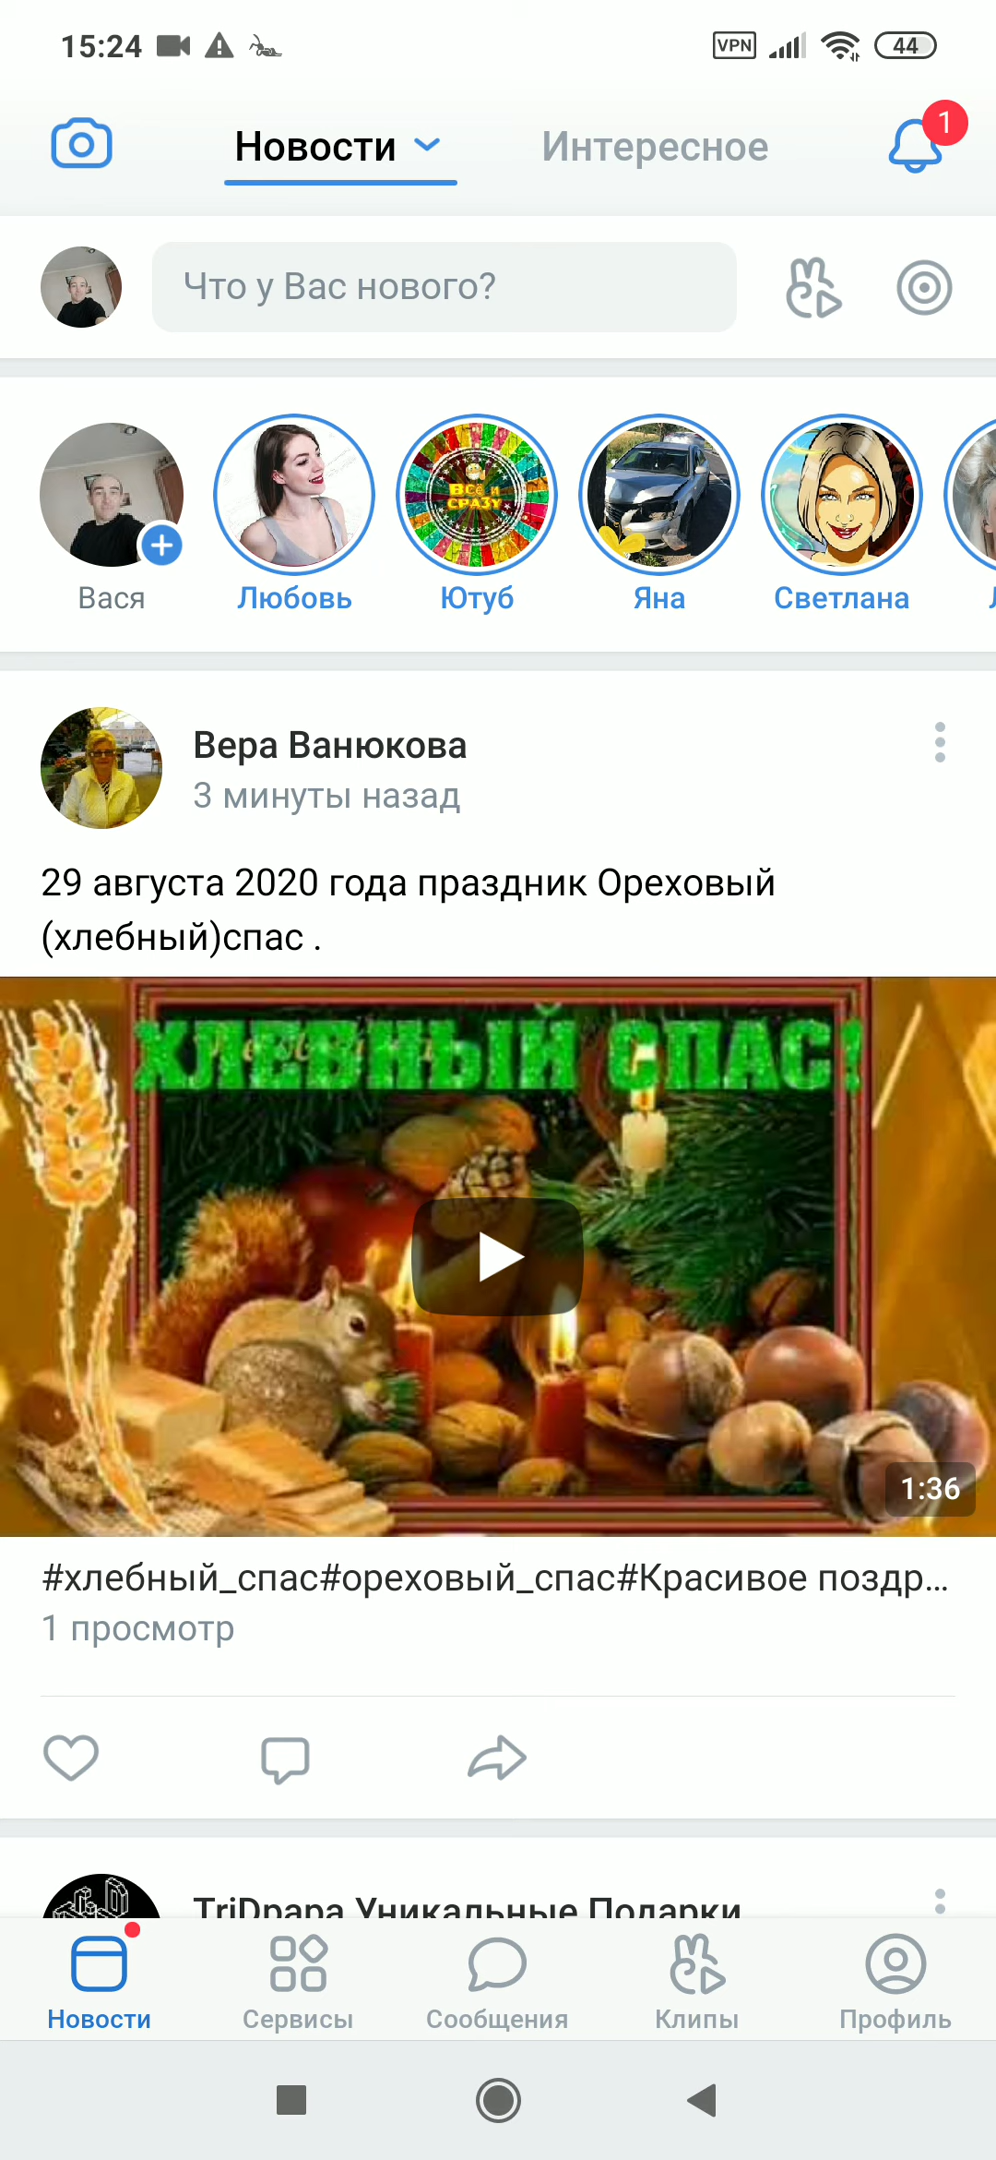 15:24
VPN
44
Новости
Интересное
1
Что у Вас нового?
ВСё и
СРАЗУ
Вася
Любовь
Ютуб
Яна
Светлана
Вера Ванюкова
3 минуты назад
29 августа 2020 года праздник Ореховый
(хлебный)спас .
ХЛЕБНЫЙ СПАС!
1:36
#хлебный_спас#ореховый_спас#Красивое поздр...
1 просмотр
TriDpapa Уникальные Подарки
Новости
Сервисы
Сообщения
Клипы
Профиль